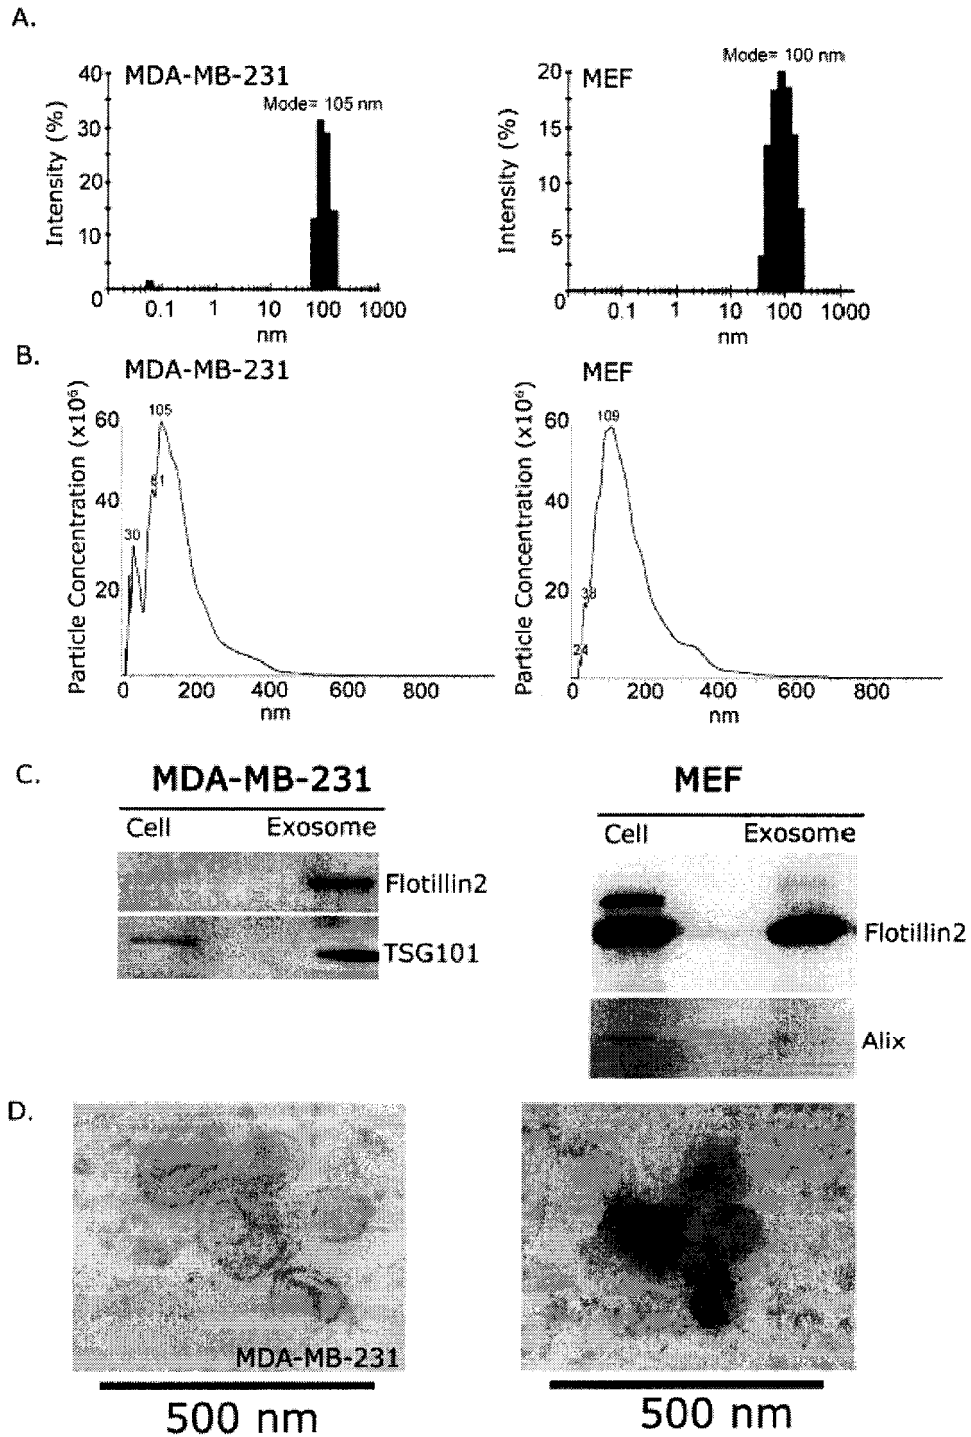 A.
MDA-MB-231
Mode= 105 nm
Intensity (%)
40
30
20
10
0
0.1 1 10 100 1000
nm
MEF
Mode= 100 nm
Intensity (%)
20
15
10
5
0
0.1 1 10 100 1000
nm
B.
MDA-MB-231
Particle Concentration (x10⁶)
60
40
20
105
81
30
0 200 400 600 800
nm
MEF
Particle Concentration (x10⁶)
60
40
20
109
38
24
0 200 400 600 800
nm
C.
MDA-MB-231
Cell Exosome
Flotillin2
TSG101
MEF
Cell Exosome
Flotillin2
Alix
D.
MDA-MB-231
500 nm
500 nm